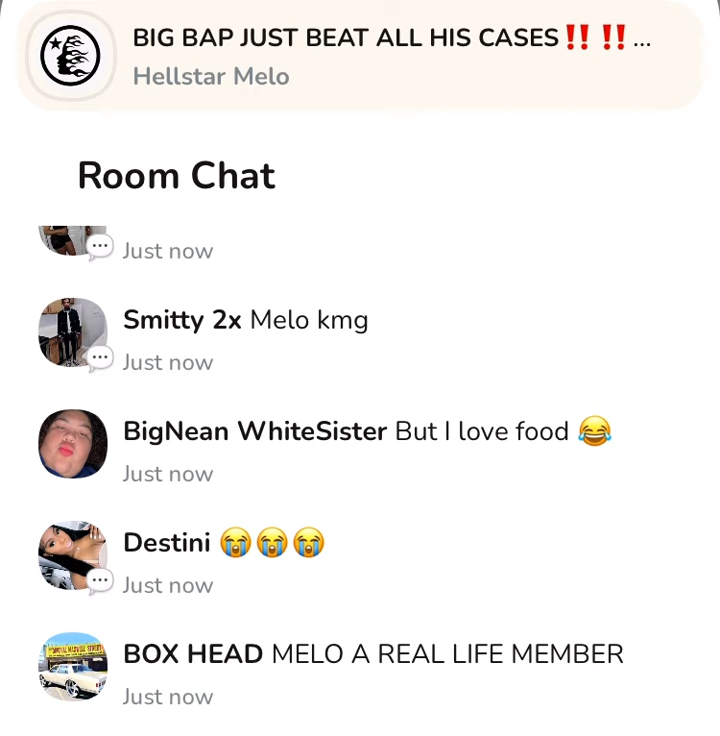 BIG BAP JUST BEAT ALL HIS CASES‼️ ‼️...
Hellstar Melo
Room Chat
Just now
Smitty 2x Melo kmg
Just now
BigNean WhiteSister But I love food 😂
Just now
Destini 😭😭😭
Just now
BOX HEAD MELO A REAL LIFE MEMBER
Just now